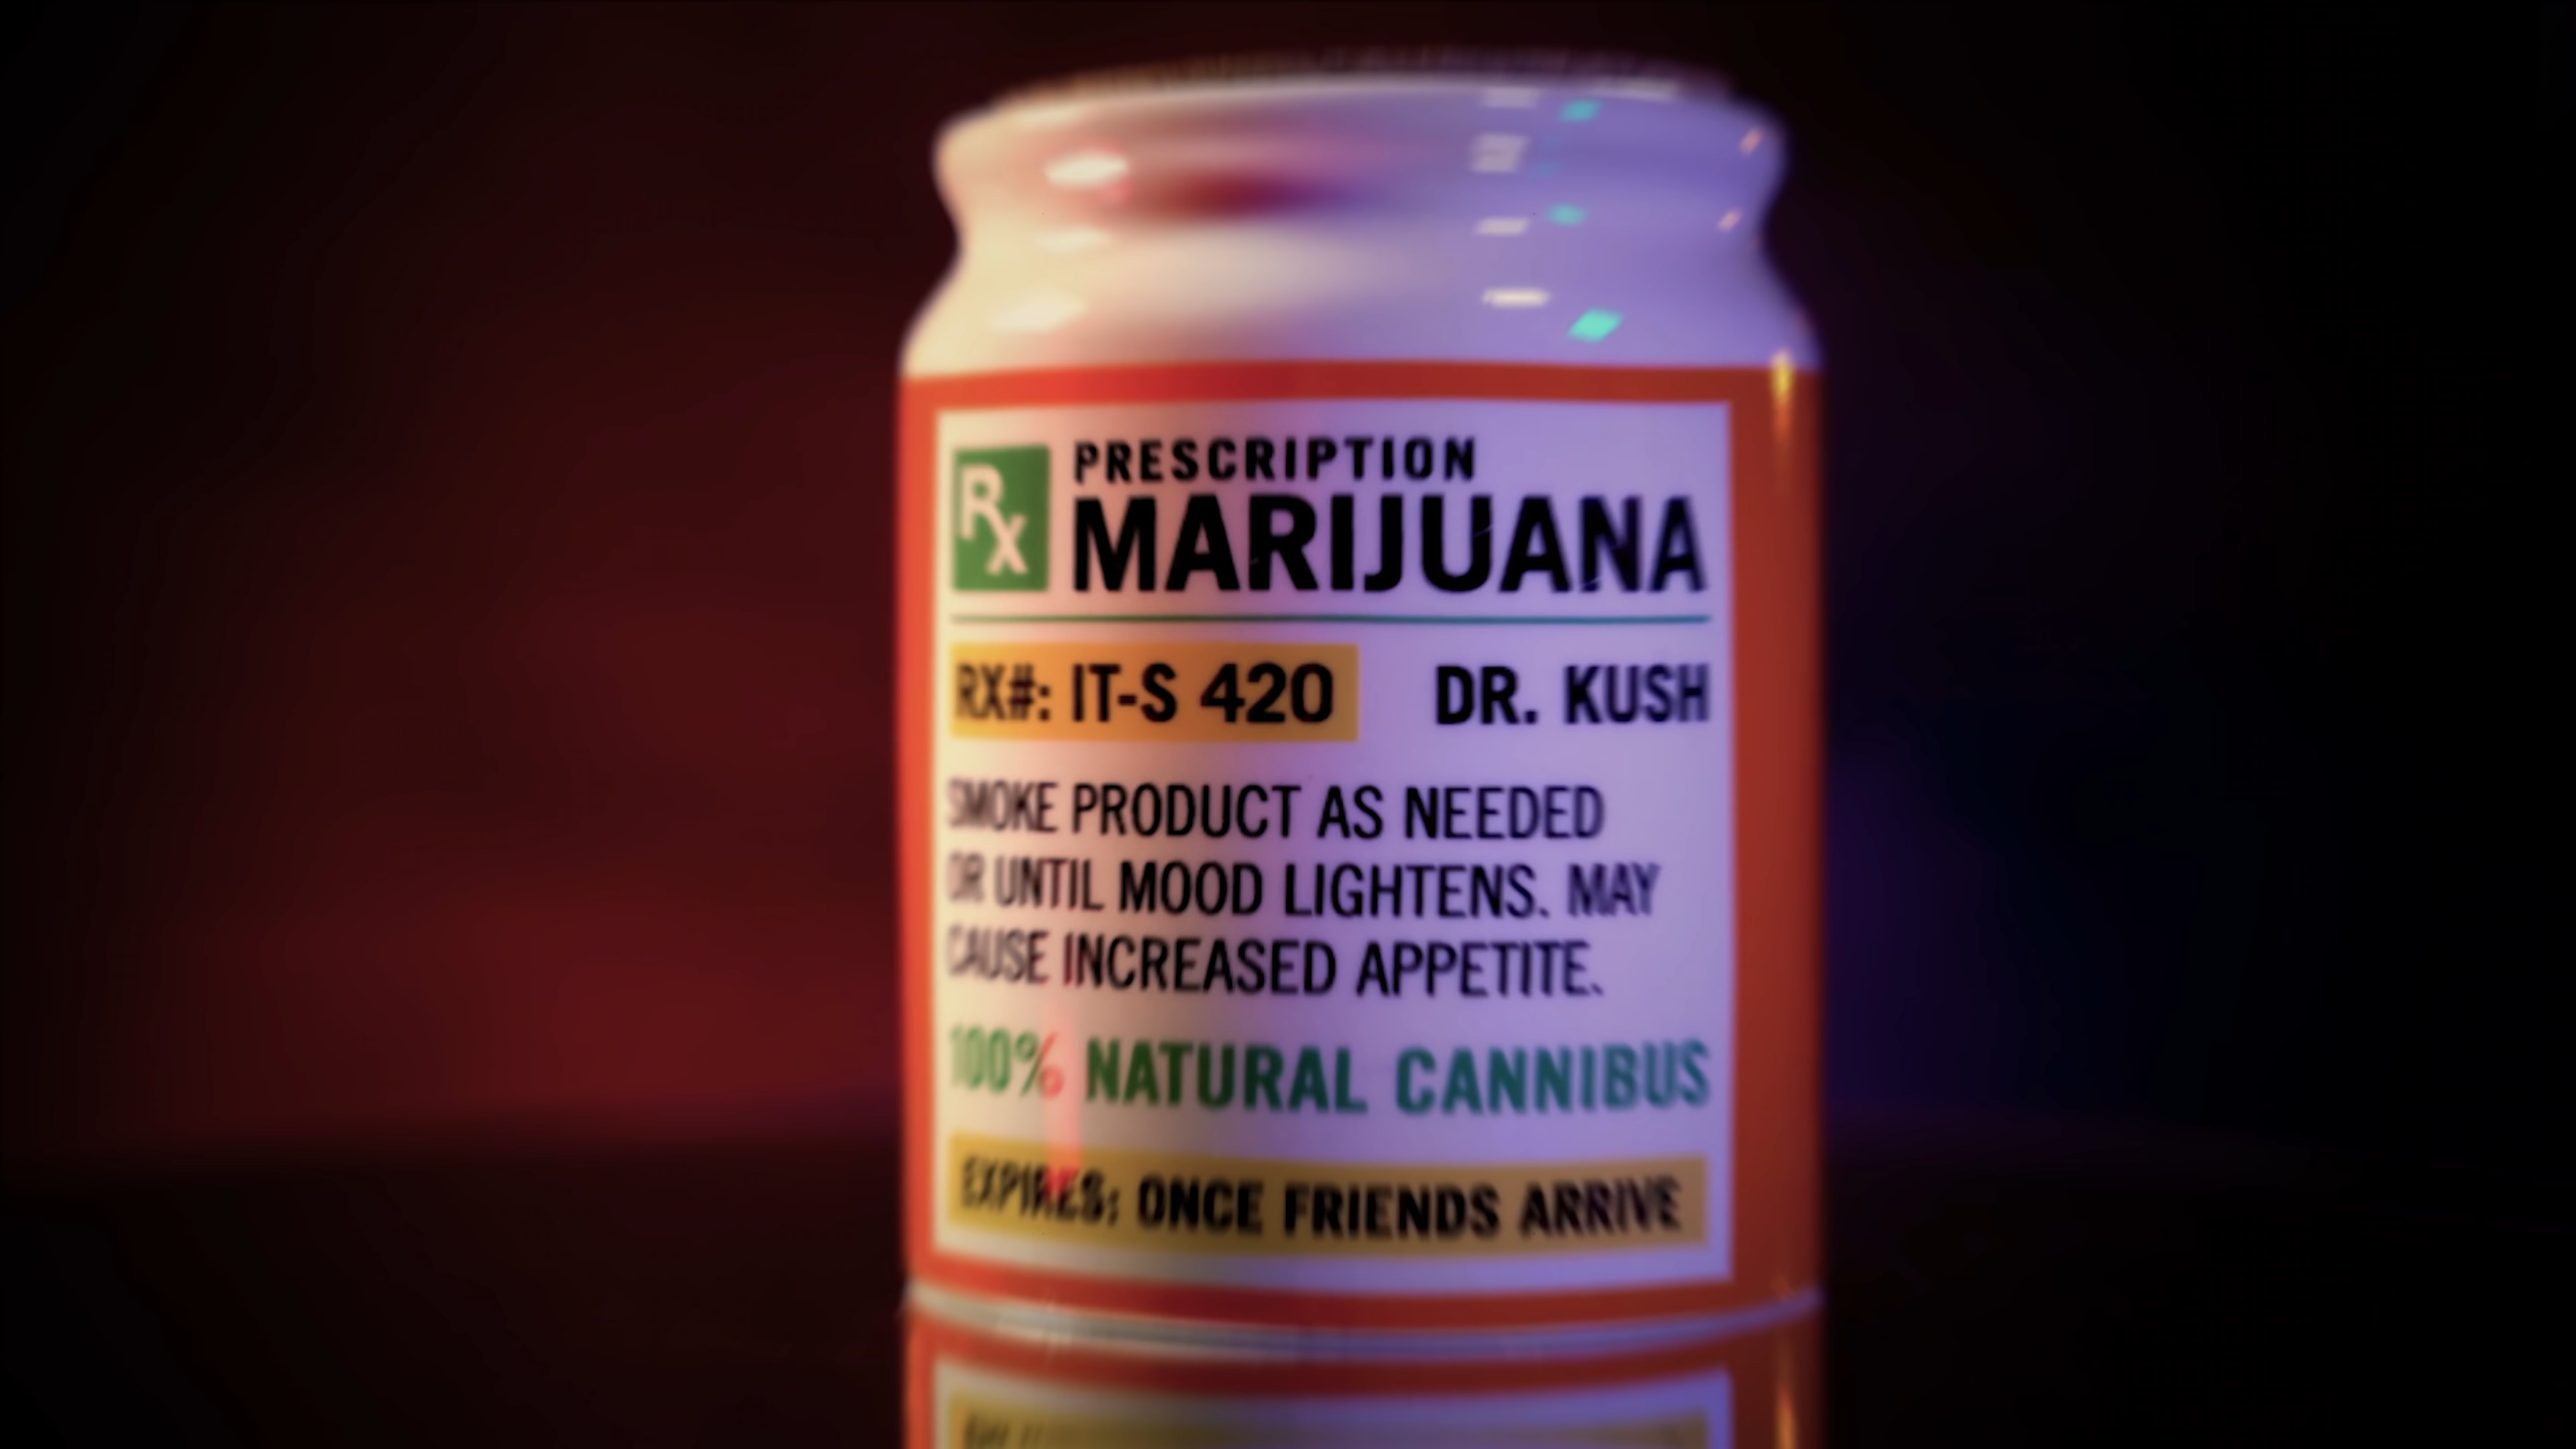 Rx
PRESCRIPTION
MARIJUANA
RX#: IT-S 420
DR. KUSH
SMOKE PRODUCT AS NEEDED
OR UNTIL MOOD LIGHTENS. MAY
CAUSE INCREASED APPETITE.
100% NATURAL CANNIBUS
EXPIRES: ONCE FRIENDS ARRIVE